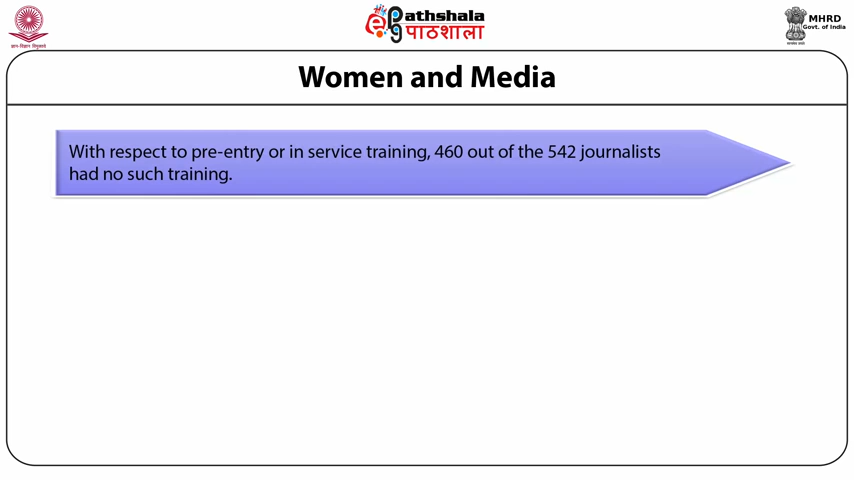 ePathshala
पाठशाला
MHRD
Govt. of India
Women and Media
With respect to pre-entry or in service training, 460 out of the 542 journalists
had no such training.